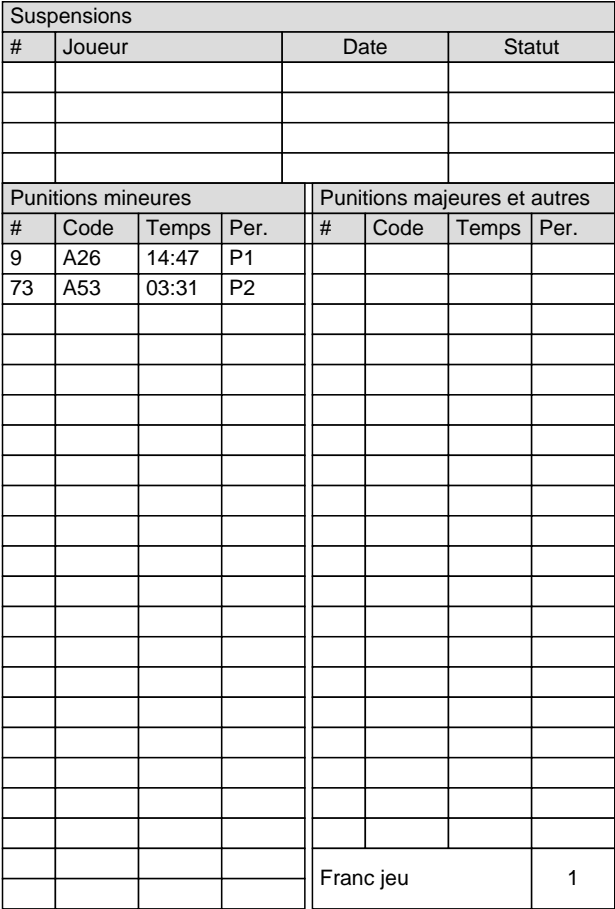 Suspensions
# Joueur Date Statut
Punitions mineures Punitions majeures et autres
# Code Temps Per. # Code Temps Per.
9 A26 14:47 P1
73 A53 03:31 P2
Franc jeu 1